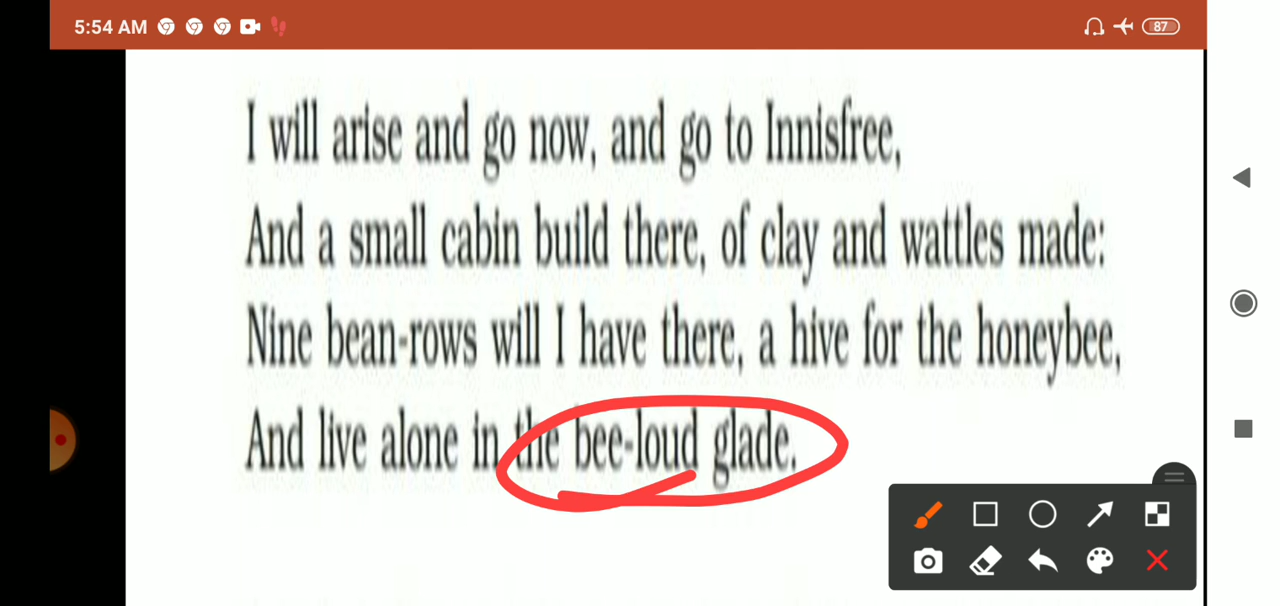 5:54 AM
87
I will arise and go now, and go to Innisfree,
And a small cabin build there, of clay and wattles made:
Nine bean-rows will I have there, a hive for the honeybee,
And live alone in the bee-loud glade.